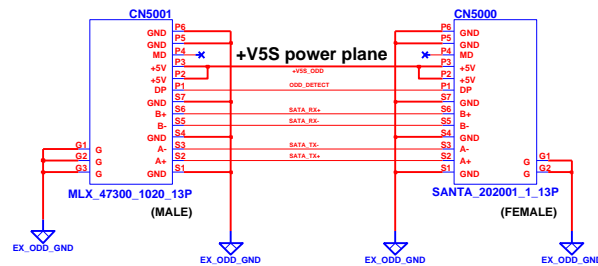 CN5001
CN5000
P6
GND
P5
GND
P4
MD
P3
+5V
P2
+5V
P1
DP
S7
GND
S6
B+
S5
B-
S4
GND
S3
A-
S2
A+
S1
GND
G1
G
G2
G
G3
G
MLX_47300_1020_13P
(MALE)
+V5S power plane
+V5S_ODD
ODD_DETECT
SATA_RX+
SATA_RX-
SATA_TX-
SATA_TX+
P6
GND
P5
GND
P4
MD
P3
+5V
P2
+5V
P1
DP
S7
GND
S6
B+
S5
B-
S4
GND
S3
A-
S2
A+
S1
GND
G1
G
G2
G
SANTA_202001_1_13P
(FEMALE)
EX_ODD_GND
EX_ODD_GND
EX_ODD_GND
EX_ODD_GND